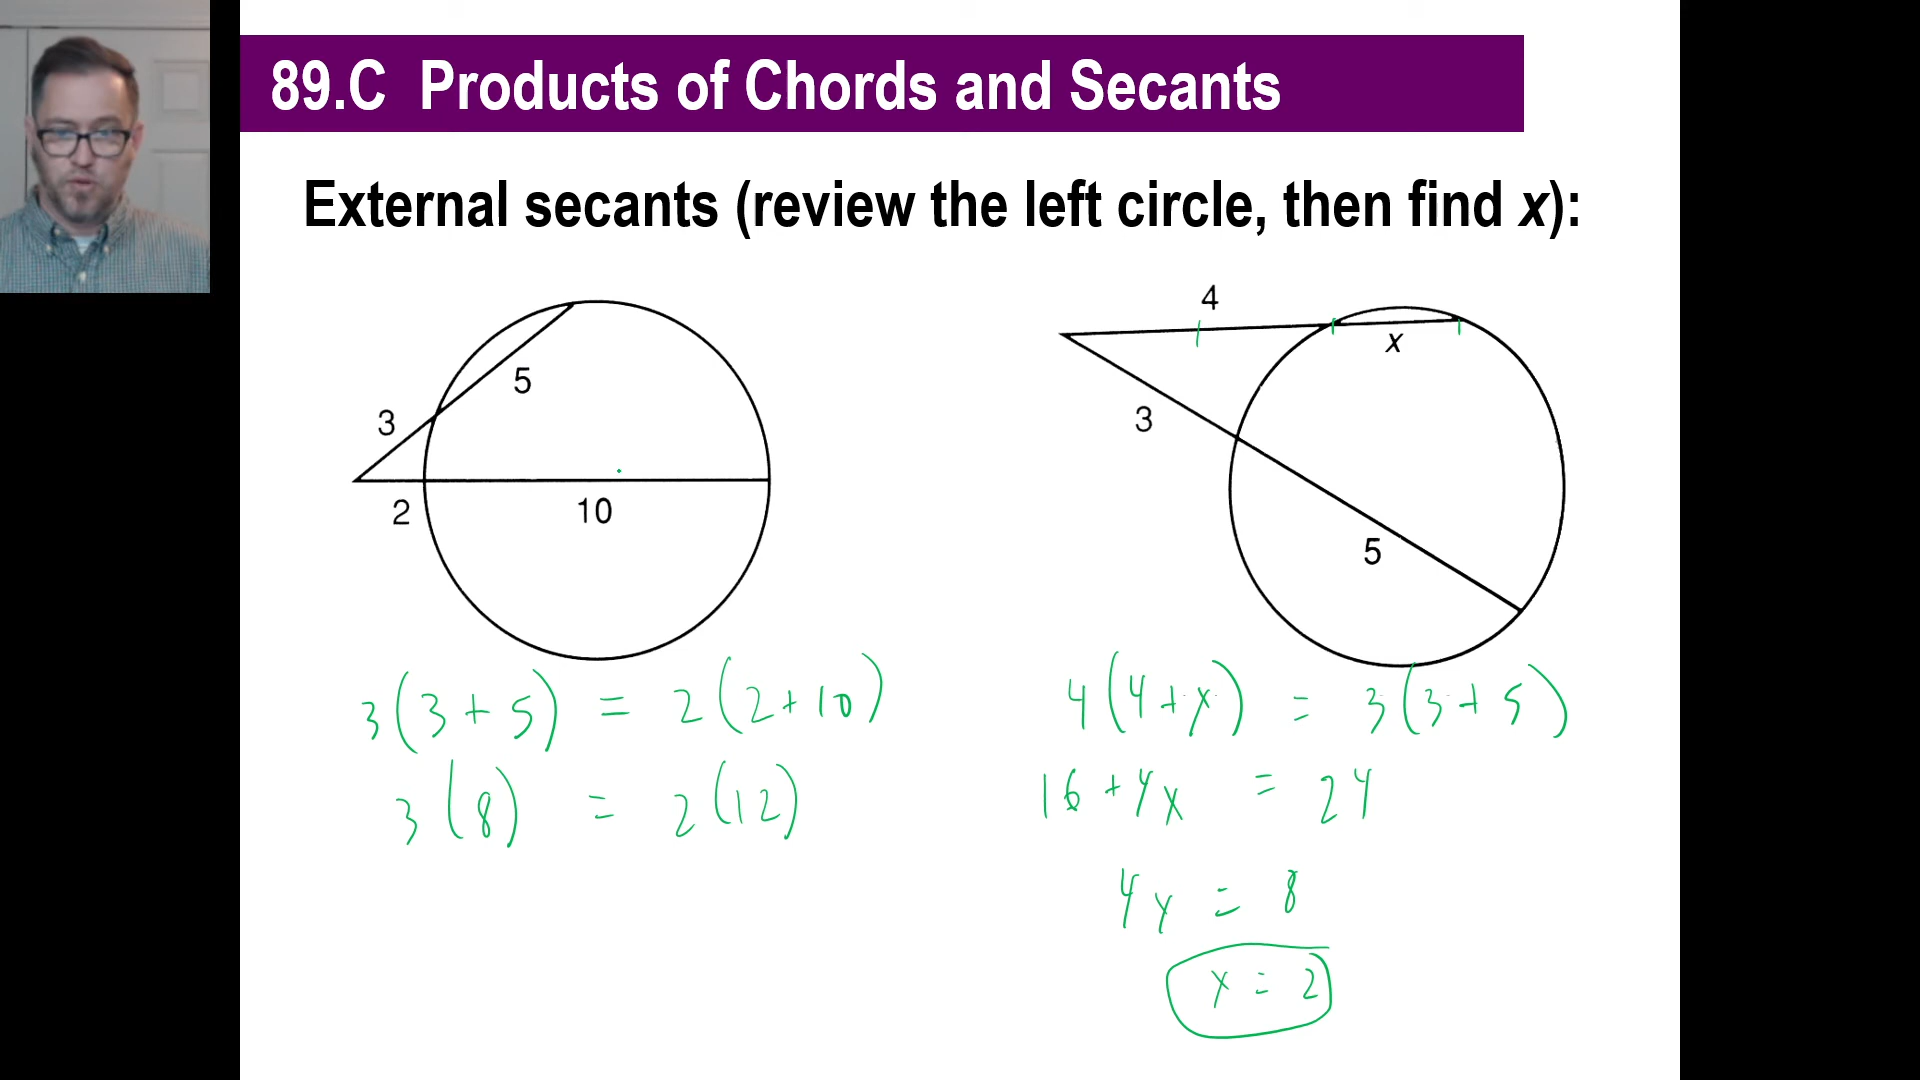 89.C Products of Chords and Secants
External secants (review the left circle, then find x):
3
5
2
10
4
x
3
5
3(3+5) = 2(2+10)
3(8) = 2(12)
4(4+x) = 3(3+5)
16+4x = 24
4x = 8
x = 2